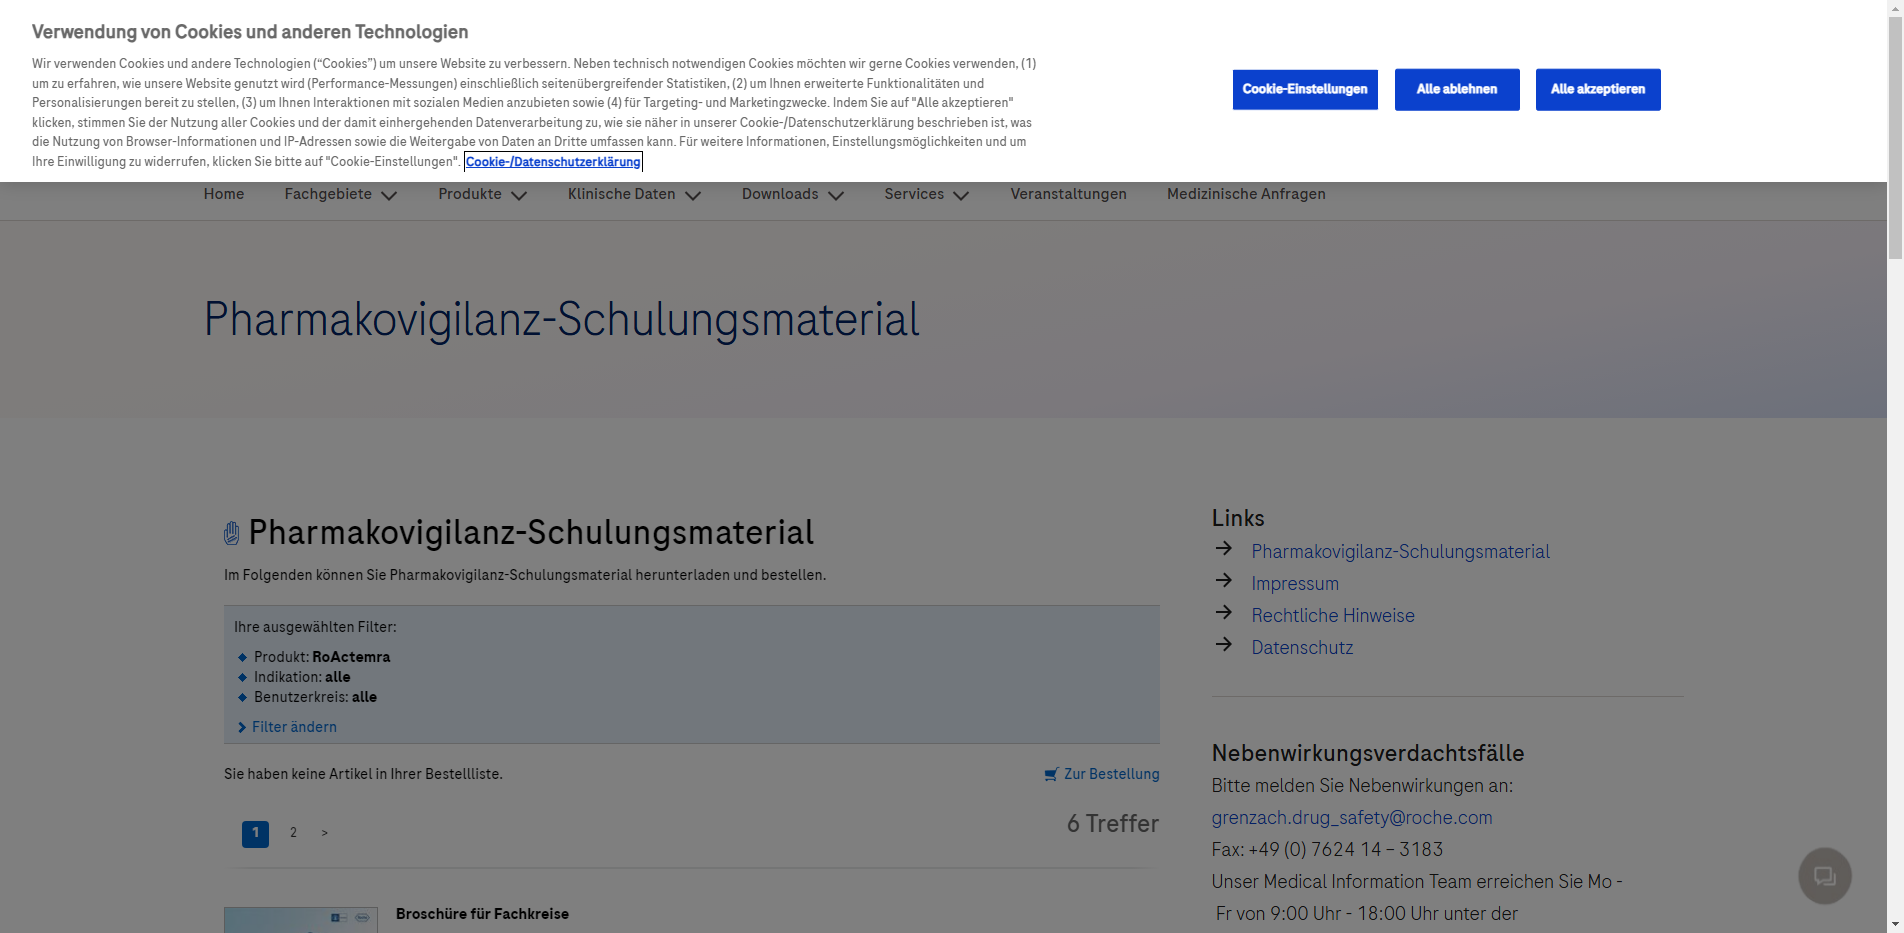 Verwendung von Cookies und anderen Technologien
Wir verwenden Cookies und andere Technologien (“Cookies”) um unsere Website zu verbessern. Neben technisch notwendigen Cookies möchten wir gerne Cookies verwenden, (1)
um zu erfahren, wie unsere Website genutzt wird (Performance-Messungen) einschließlich seitenübergreifender Statistiken, (2) um Ihnen erweiterte Funktionalitäten und
Personalisierungen bereit zu stellen, (3) um Ihnen Interaktionen mit sozialen Medien anzubieten sowie (4) für Targeting- und Marketingzwecke. Indem Sie auf "Alle akzeptieren"
klicken, stimmen Sie der Nutzung aller Cookies und der damit einhergehenden Datenverarbeitung zu, wie sie näher in unserer Cookie-/Datenschutzerklärung beschrieben ist, was
die Nutzung von Browser-Informationen und IP-Adressen sowie die Weitergabe von Daten an Dritte umfassen kann. Für weitere Informationen, Einstellungsmöglichkeiten und um
Ihre Einwilligung zu widerrufen, klicken Sie bitte auf "Cookie-Einstellungen". Cookie-/Datenschutzerklärung
Cookie-Einstellungen Alle ablehnen Alle akzeptieren
Home Fachgebiete Produkte Klinische Daten Downloads Services Veranstaltungen Medizinische Anfragen
Pharmakovigilanz-Schulungsmaterial
Pharmakovigilanz-Schulungsmaterial
Im Folgenden können Sie Pharmakovigilanz-Schulungsmaterial herunterladen und bestellen.
Ihre ausgewählten Filter:
Produkt: RoActemra
Indikation: alle
Benutzerkreis: alle
Filter ändern
Sie haben keine Artikel in Ihrer Bestellliste.
Zur Bestellung
1 2 >
6 Treffer
Broschüre für Fachkreise
Links
Pharmakovigilanz-Schulungsmaterial
Impressum
Rechtliche Hinweise
Datenschutz
Nebenwirkungsverdachtsfälle
Bitte melden Sie Nebenwirkungen an:
grenzach.drug_safety@roche.com
Fax: +49 (0) 7624 14 – 3183
Unser Medical Information Team erreichen Sie Mo -
Fr von 9:00 Uhr - 18:00 Uhr unter der